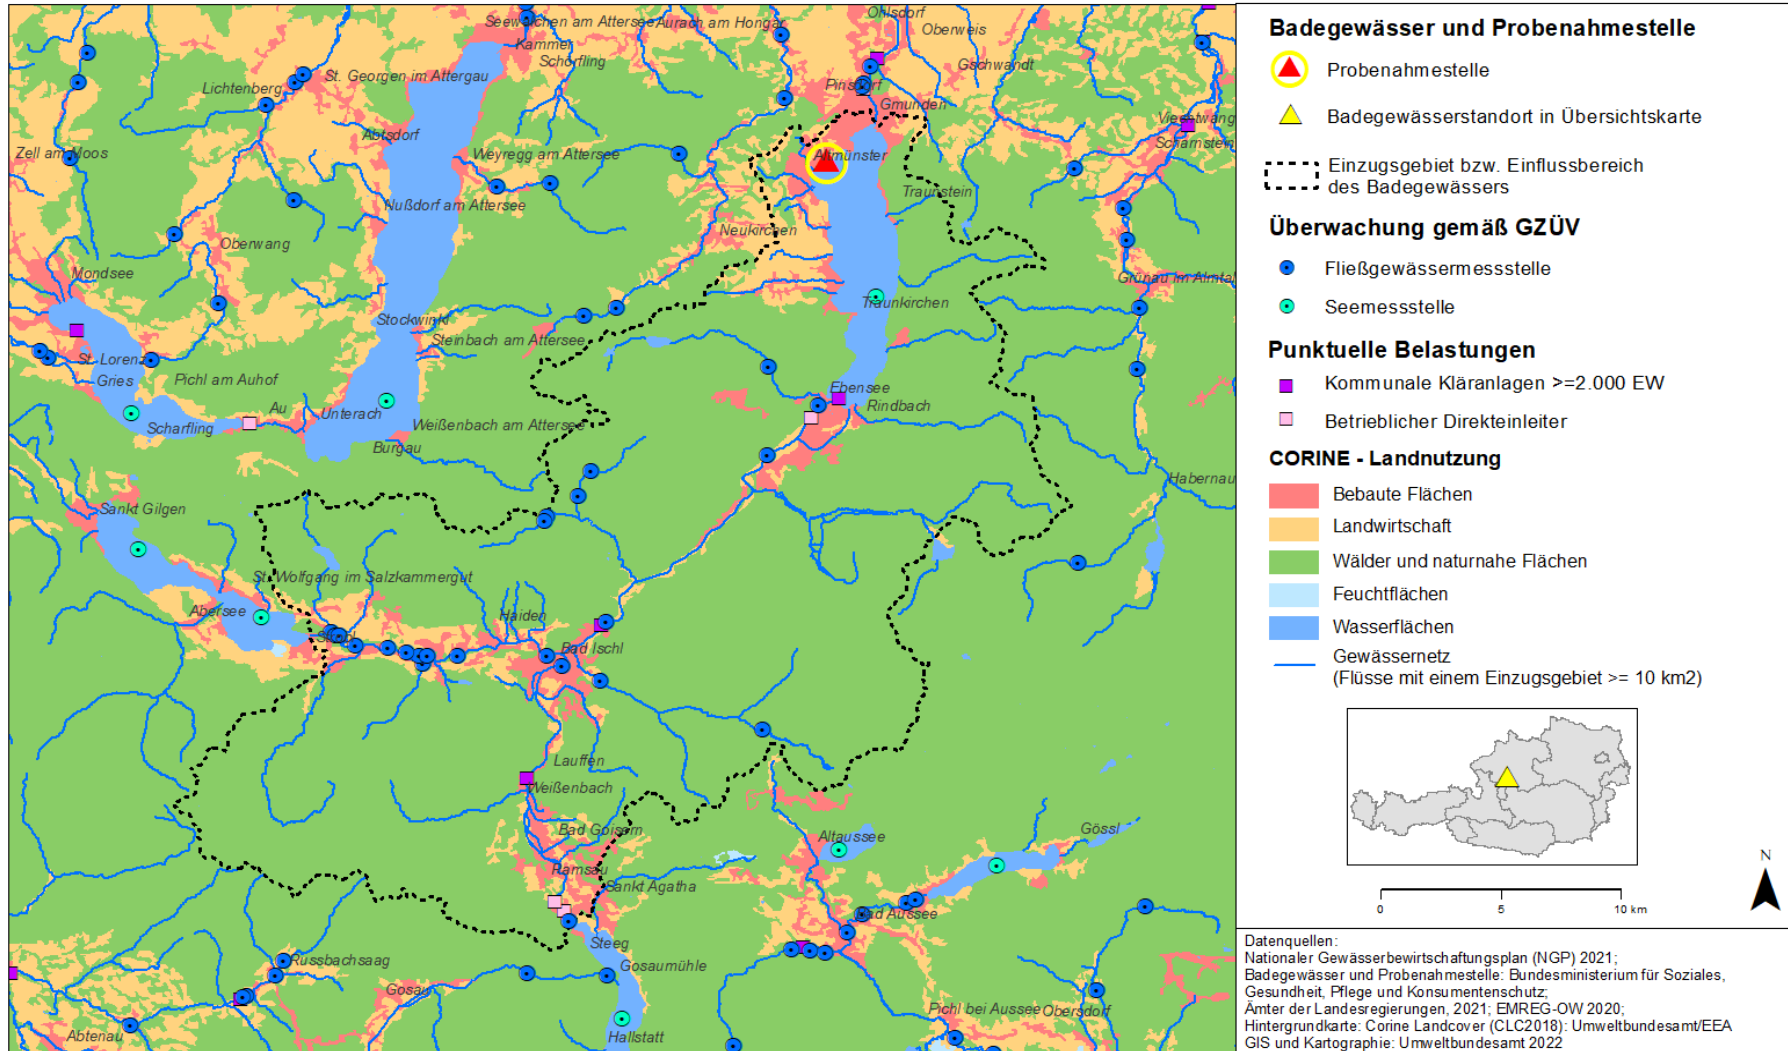 Seewalchen am Attersee
Aurach am Hongar
Ohlsdorf
Kammer
Schörfling
Oberweis
Gschwandt
St. Georgen im Attergau
Lichtenberg
Pinsdorf
Gmunden
Viechtwang
Scharnstein
Abtsdorf
Zell am Moos
Weyregg am Attersee
Altmünster
Traunstein
Nußdorf am Attersee
Neukirchen
Oberwang
Mondsee
Grünau im Almtal
Traunkirchen
Stockwinkl
Steinbach am Attersee
St. Lorenz
Gries
Pichl am Auhof
Ebensee
Rindbach
Au
Unterach
Scharfling
Weißenbach am Attersee
Burgau
Habernau
Sankt Gilgen
St. Wolfgang im Salzkammergut
Abersee
Haiden
Strobl
Bad Ischl
Lauffen
Weißenbach
Bad Goisern
Altaussee
Gössl
Ramsau
Sankt Agatha
Bad Aussee
Steeg
Russbachsaag
Gosaumühle
Gosau
Pichl bei Aussee
Obersdorf
Abtenau
Hallstatt
Badegewässer und Probenahmestelle
Probenahmestelle
Badegewässerstandort in Übersichtskarte
Einzugsgebiet bzw. Einflussbereich
des Badegewässers
Überwachung gemäß GZÜV
Fließgewässermessstelle
Seemessstelle
Punktuelle Belastungen
Kommunale Kläranlagen >=2.000 EW
Betrieblicher Direkteinleiter
CORINE - Landnutzung
Bebaute Flächen
Landwirtschaft
Wälder und naturnahe Flächen
Feuchtflächen
Wasserflächen
Gewässernetz
(Flüsse mit einem Einzugsgebiet >= 10 km2)
N
0 5 10 km
Datenquellen:
Nationaler Gewässerbewirtschaftungsplan (NGP) 2021;
Badegewässer und Probenahmestelle: Bundesministerium für Soziales,
Gesundheit, Pflege und Konsumentenschutz;
Ämter der Landesregierungen, 2021; EMREG-OW 2020;
Hintergrundkarte: Corine Landcover (CLC2018): Umweltbundesamt/EEA
GIS und Kartographie: Umweltbundesamt 2022